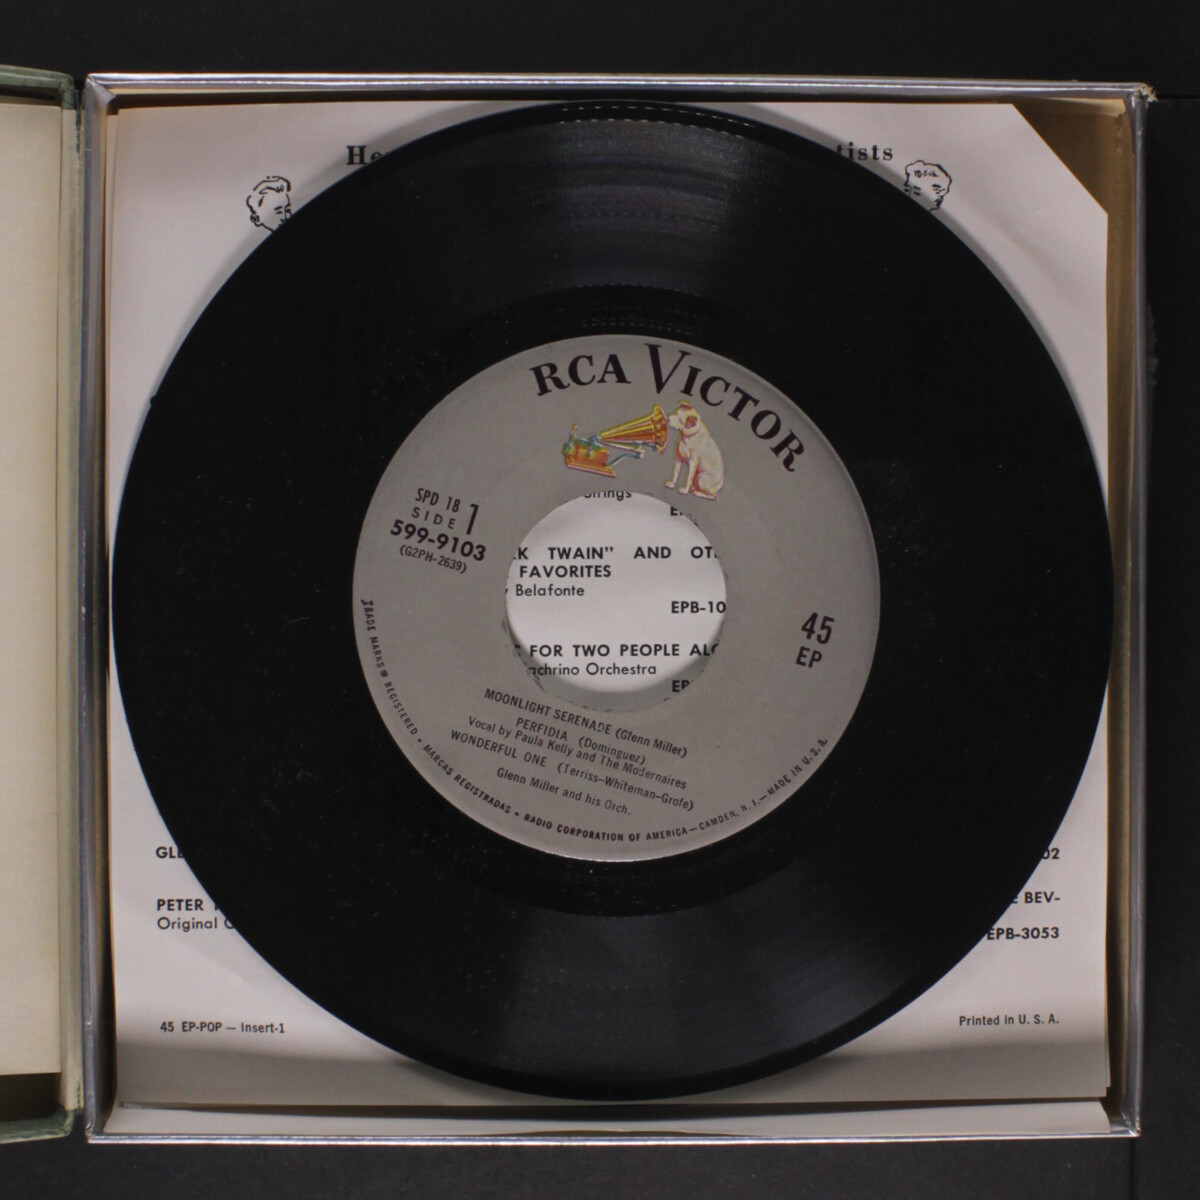 RCA VICTOR
SPD 18
SIDE 1
599-9103
(G2PH-2639)
45
EP
MOONLIGHT SERENADE (Glenn Miller)
PERFIDIA (Dominguez)
Vocal by Paula Kelly and The Modernaires
WONDERFUL ONE (Terriss-Whiteman-Grofe)
Glenn Miller and his Orch.
TRADE MARKS ® REGISTERED • MARCAS REGISTRADAS • RADIO CORPORATION OF AMERICA—CAMDEN, N. J.—MADE IN U. S. A.
K TWAIN" AND OT
FAVORITES
Belafonte
EPB-10
FOR TWO PEOPLE AL
achrino Orchestra
EP
He
tists
GL
02
PETER
BEV-
Original
EPB-3053
45 EP-POP — Insert-1
Printed in U. S. A.